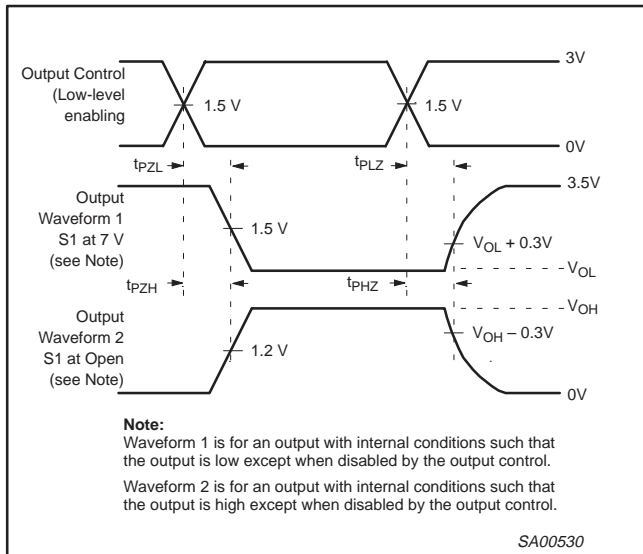 3V
Output Control
(Low-level
enabling
1.5 V
1.5 V
0V
tPZL
tPLZ
3.5V
Output
Waveform 1
S1 at 7 V
(see Note)
1.5 V
VOL + 0.3V
VOL
tPZH
tPHZ
VOH
Output
Waveform 2
S1 at Open
(see Note)
1.2 V
VOH – 0.3V
0V
Note:
Waveform 1 is for an output with internal conditions such that
the output is low except when disabled by the output control.
Waveform 2 is for an output with internal conditions such that
the output is high except when disabled by the output control.
SA00530